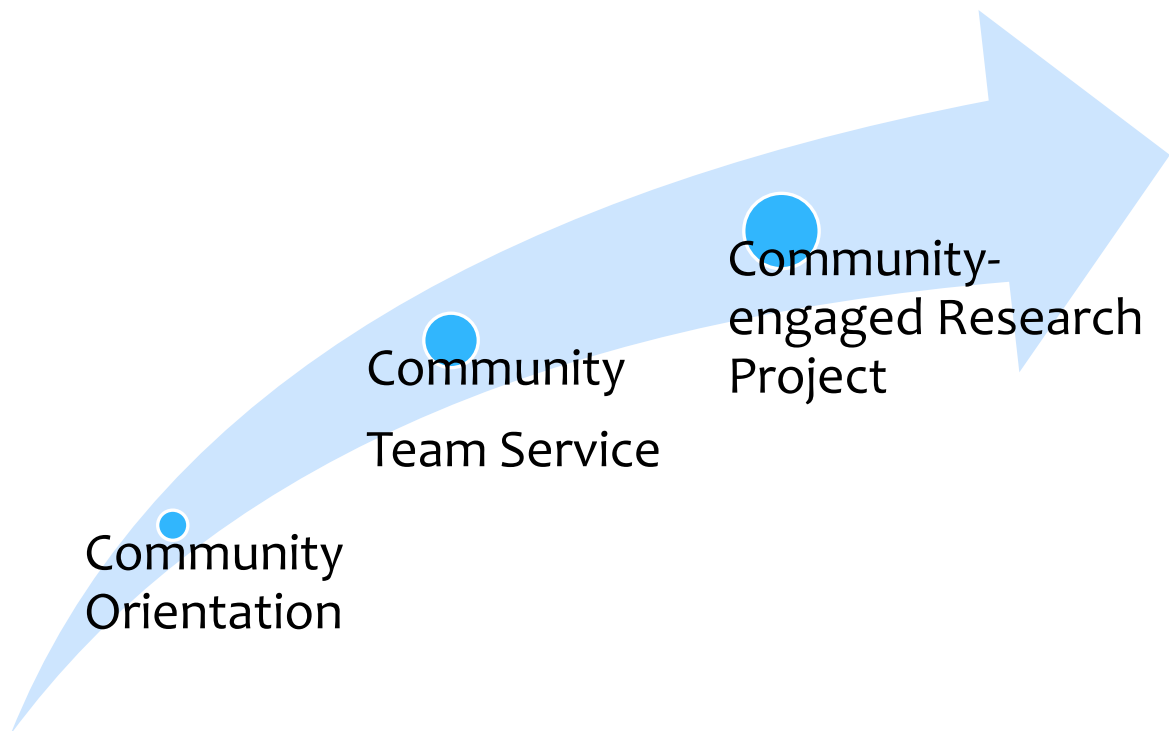 Community
Orientation
Community
Team Service
Community-
engaged Research
Project